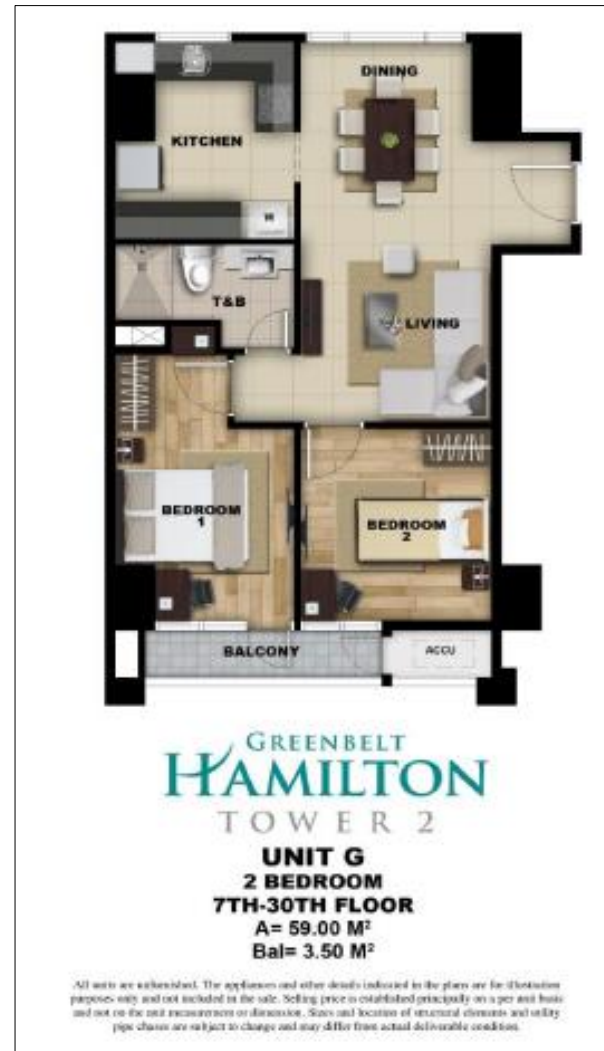 DINING
KITCHEN
W
T&B
LIVING
BEDROOM
1
BEDROOM
2
BALCONY
ACCU
GREENBELT
HAMILTON
TOWER 2
UNIT G
2 BEDROOM
7TH-30TH FLOOR
A= 59.00 M²
Bal= 3.50 M²
All units are unfurnished. The appliances and other details indicated in the plans are for illustration
purposes only and not included in the sale. Selling price is established principally on a per unit basis
and not on the unit measurement or dimension. Sizes and location of structural elements and utility
pipe chases are subject to change and may differ from actual deliverable condition.